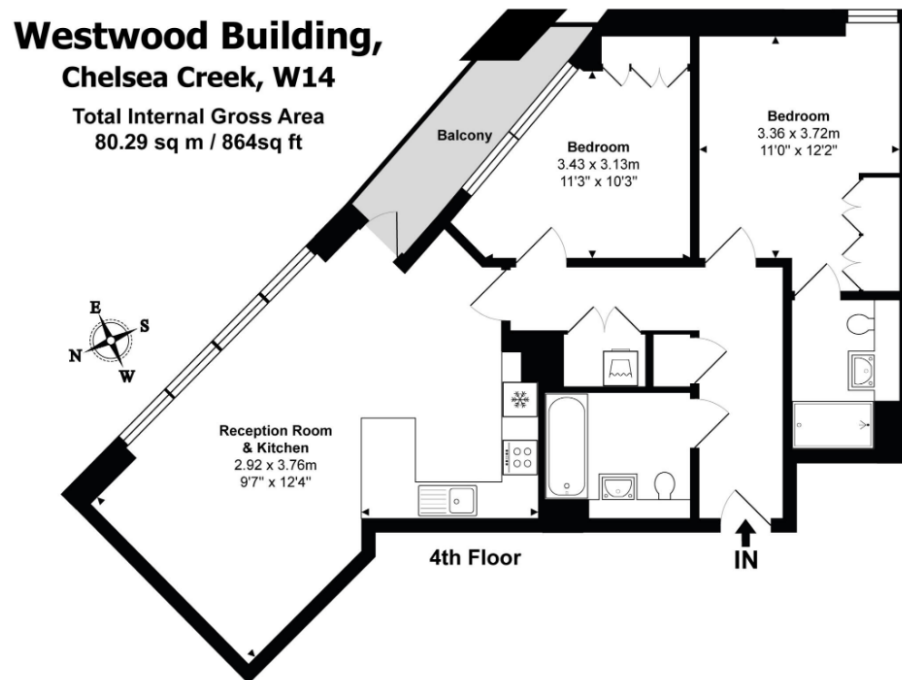 Westwood Building,
Chelsea Creek, W14
Total Internal Gross Area
80.29 sq m / 864sq ft
Balcony
Bedroom
3.43 x 3.13m
11'3" x 10'3"
Bedroom
3.36 x 3.72m
11'0" x 12'2"
E
S
N
W
Reception Room
& Kitchen
2.92 x 3.76m
9'7" x 12'4"
4th Floor
IN